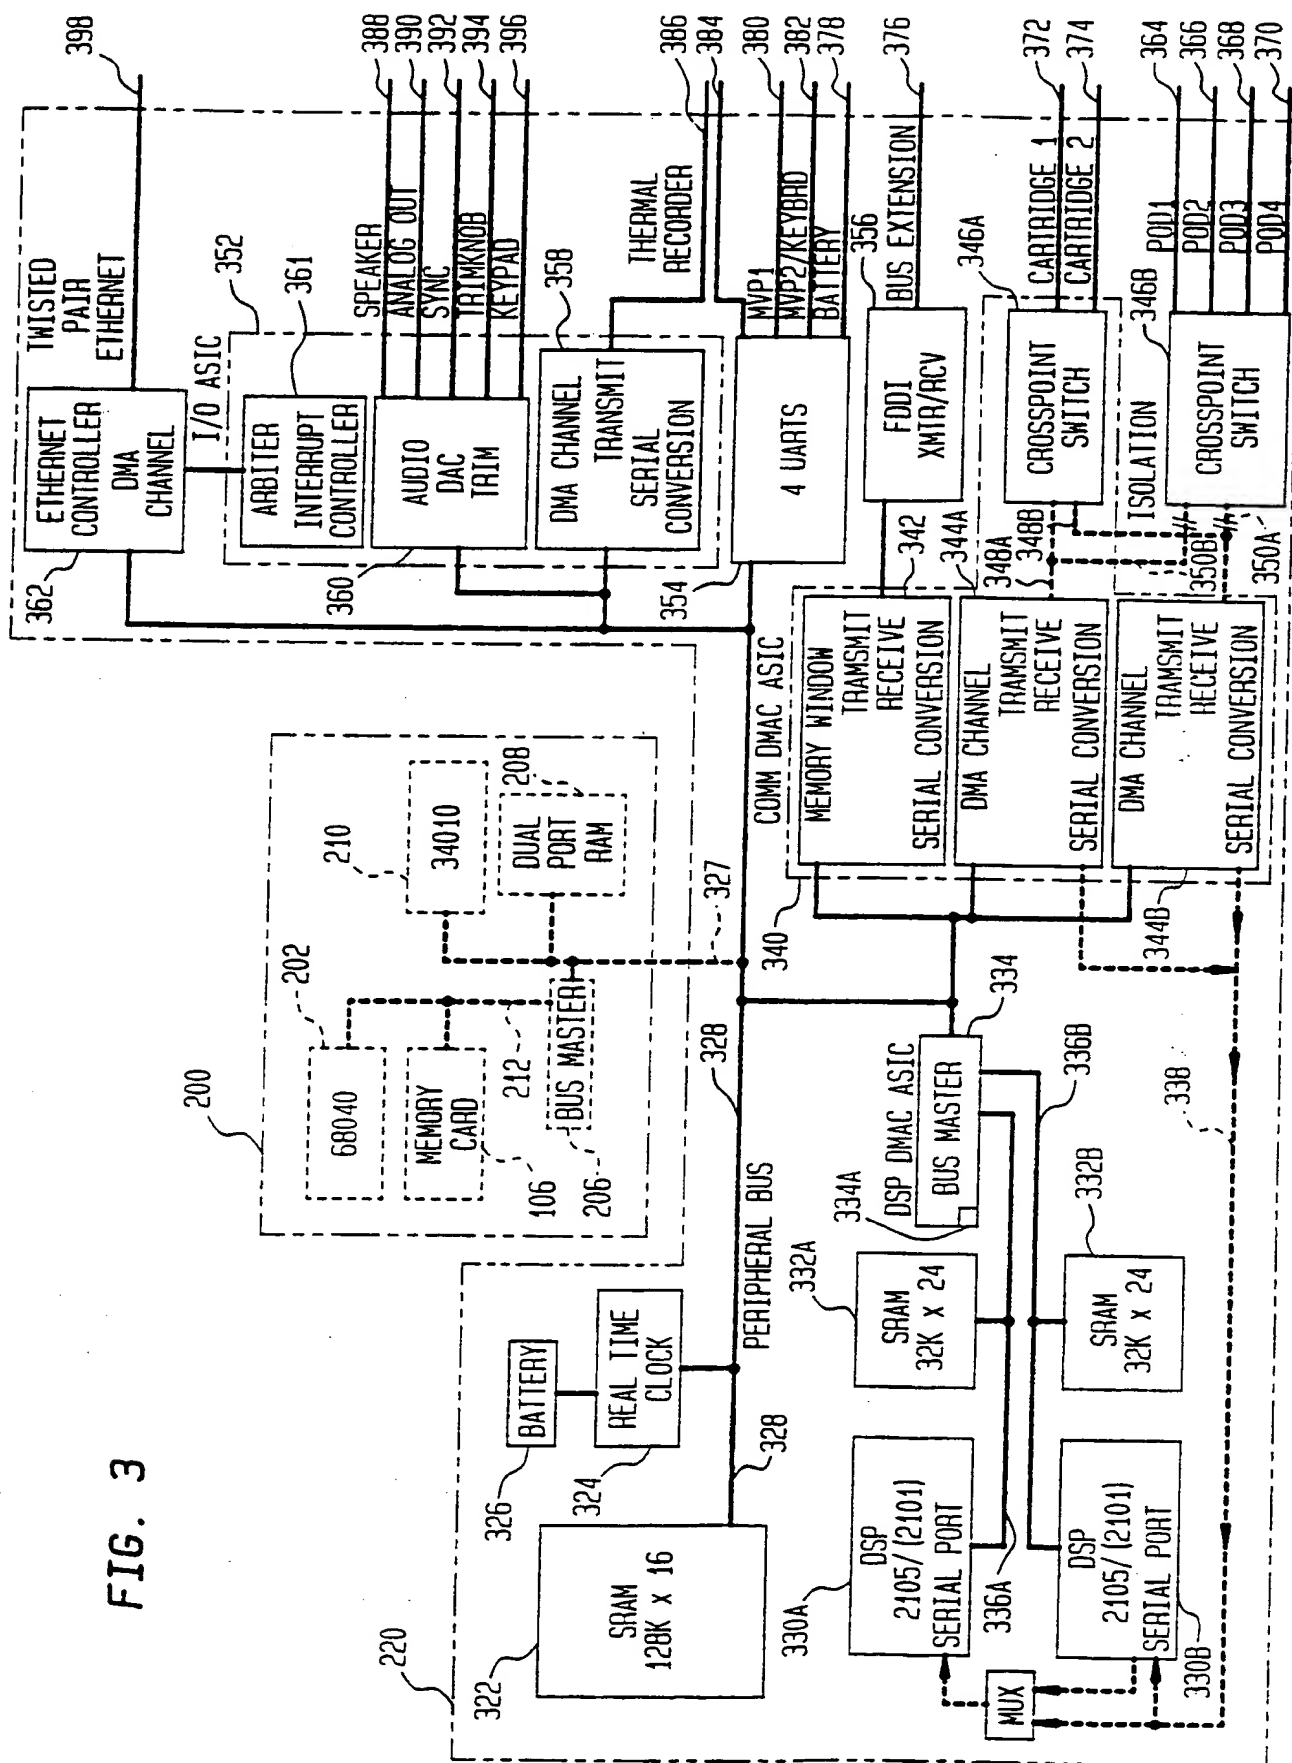 FIG. 3
220
322
SRAM
128K x 16
326
BATTERY
324
REAL TIME
CLOCK
328
PERIPHERAL BUS
328
200
202
68040
MEMORY
CARD
106
212
BUS MASTER
206
210
34010
208
DUAL
PORT
RAM
327
TWISTED
PAIR
ETHERNET
398
ETHERNET
CONTROLLER
DMA
CHANNEL
362
I/O ASIC
352
ARBITER
INTERRUPT
CONTROLLER
361
AUDIO
DAC
TRIM
360
SPEAKER
388
ANALOG OUT
390
SYNC
392
TRIMKNOB
394
KEYPAD
396
DMA CHANNEL
TRANSMIT
SERIAL
CONVERSION
358
THERMAL
RECORDER
386
384
4 UARTS
354
MVP1
380
MVP2/KEYBRD
382
BATTERY
378
FDDI
XMTR/RCV
356
BUS EXTENSION
376
COMM DMAC ASIC
340
MEMORY WINDOW
TRAMSMIT
RECEIVE
SERIAL CONVERSION
342
DMA CHANNEL
TRAMSMIT
RECEIVE
SERIAL CONVERSION
344A
DMA CHANNEL
TRAMSMIT
RECEIVE
SERIAL CONVERSION
344B
348A
348B
346A
CROSSPOINT
SWITCH
CARTRIDGE 1
372
CARTRIDGE 2
374
ISOLATION
350B
350A
346B
CROSSPOINT
SWITCH
POD1
364
POD2
366
POD3
368
POD4
370
DSP DMAC ASIC
BUS MASTER
334
334A
336B
332A
SRAM
32K x 24
332B
SRAM
32K x 24
338
330A
DSP
2105/(2101)
SERIAL PORT
336A
DSP
2105/(2101)
SERIAL PORT
330B
MUX